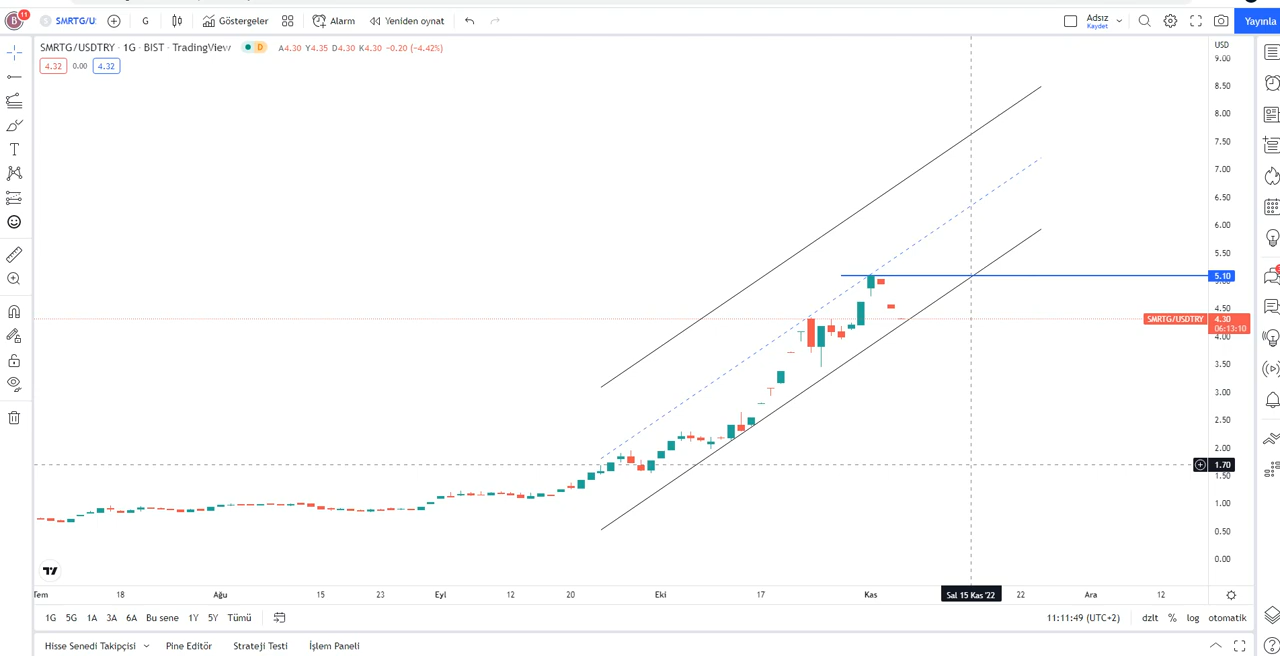 B 11 SMRTG/U: G Göstergeler Alarm Yeniden oynat Adsız Kaydet Yayınla
SMRTG/USDTRY · 1G · BIST · TradingView D A4.30 Y4.35 D4.30 K4.30 −0.20 (−4.42%)
4.32 0.00 4.32
USD
9.00
8.50
8.00
7.50
7.00
6.50
6.00
5.50
5.10
5.00
4.50
SMRTG/USDTRY 4.30
06:13:10
4.00
3.50
3.00
2.50
2.00
1.70
1.50
1.00
0.50
0.00
Tem 18 Ağu 15 23 Eyl 12 20 Eki 17 Kas Sal 15 Kas '22 22 Ara 12
1G 5G 1A 3A 6A Bu sene 1Y 5Y Tümü 11:11:49 (UTC+2) dzlt % log otomatik
Hisse Senedi Takipçisi Pine Editör Strateji Testi İşlem Paneli